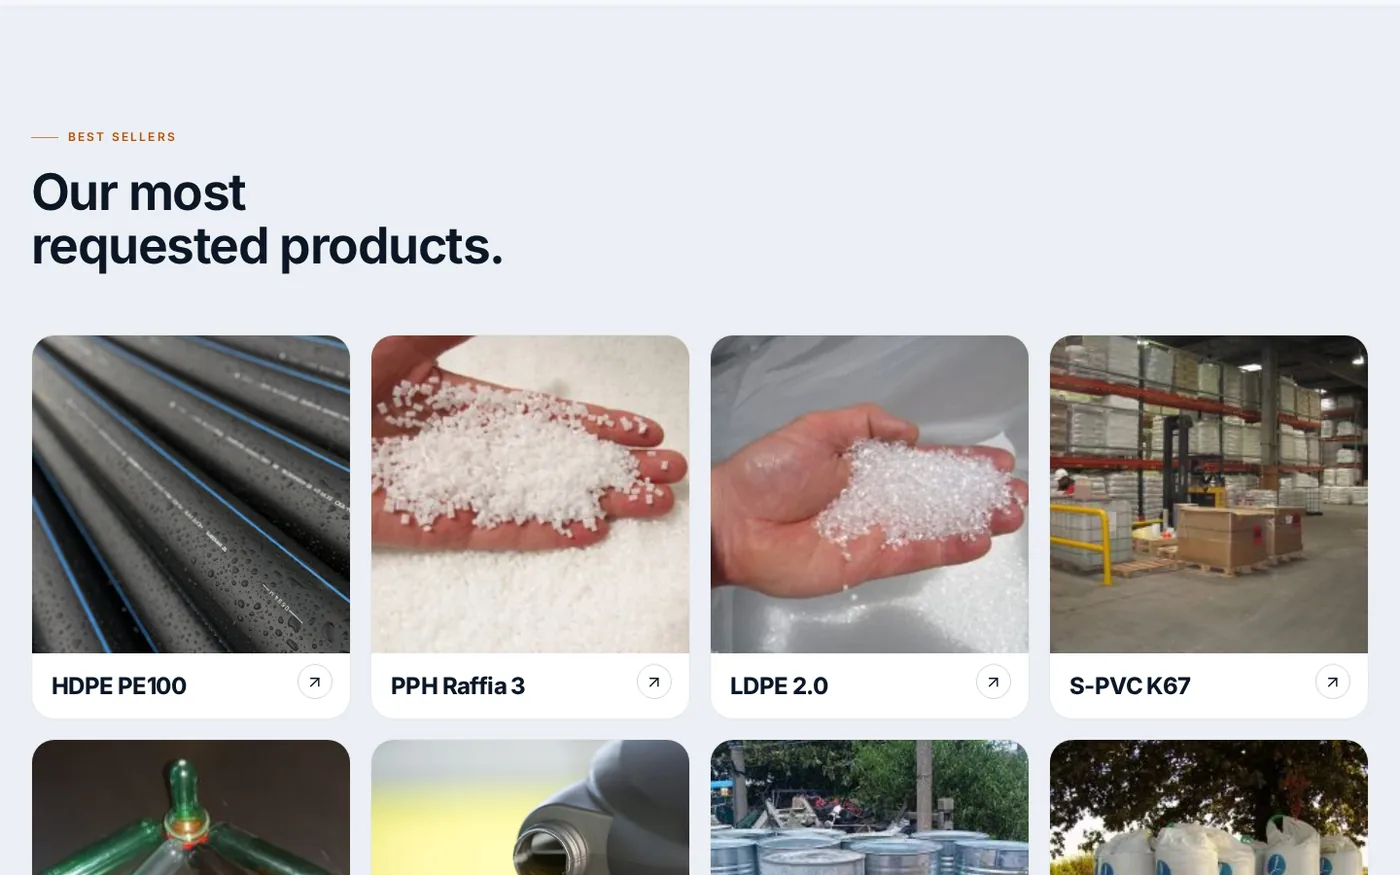 BEST SELLERS
Our most
requested products.
HDPE PE100
PPH Raffia 3
LDPE 2.0
S-PVC K67